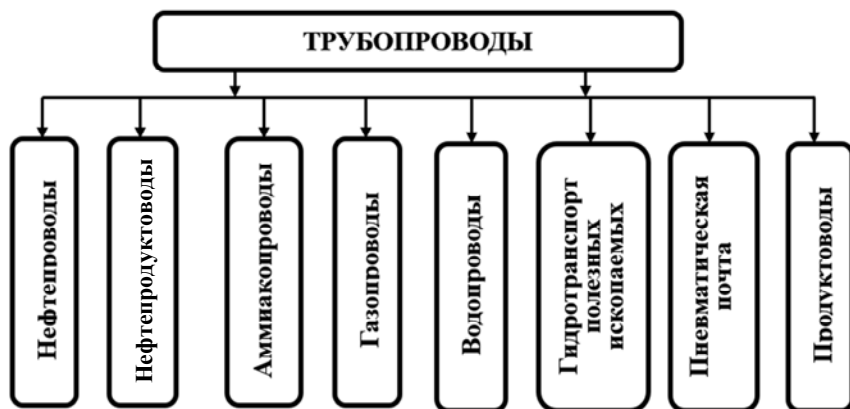 ТРУБОПРОВОДЫ
Нефтепроводы
Нефтепродуктоводы
Аммиакопроводы
Газопроводы
Водопроводы
Гидротранспорт
полезных
ископаемых
Пневматическая
почта
Продуктоводы